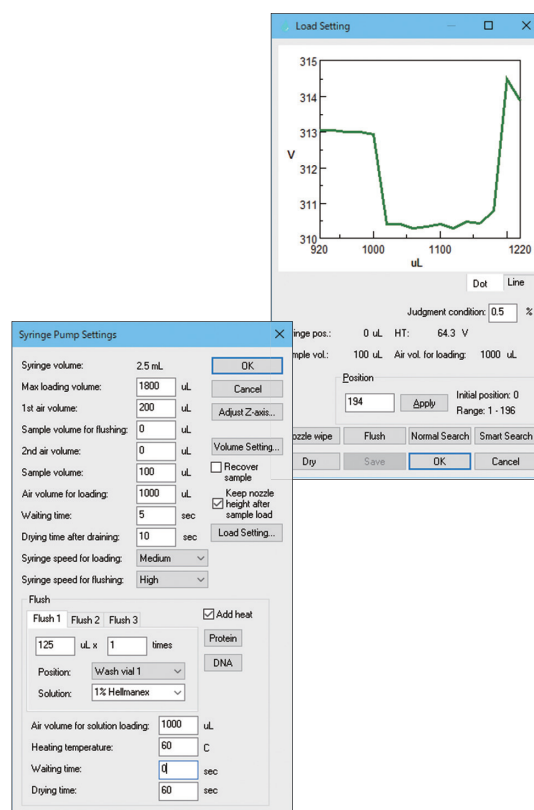 Load Setting
315
314
313
V
312
311
310
920 1000 1100 1220
uL
Dot Line
Judgment condition: 0.5 %
inge pos.: 0 uL HT: 64.3 V
mple vol.: 100 uL Air vol. for loading: 1000 uL
Position
194 Apply Initial position: 0
Range: 1 - 196
ozzle wipe Flush Normal Search Smart Search
Dry Save OK Cancel
Syringe Pump Settings
Syringe volume: 2.5 mL OK
Max loading volume: 1800 uL Cancel
1st air volume: 200 uL Adjust Z-axis...
Sample volume for flushing: 0 uL
2nd air volume: 0 uL Volume Setting...
Sample volume: 100 uL Recover sample
Air volume for loading: 1000 uL Keep nozzle height after sample load
Waiting time: 5 sec
Drying time after draining: 10 sec Load Setting...
Syringe speed for loading: Medium
Syringe speed for flushing: High
Flush
Flush 1 Flush 2 Flush 3 Add heat
125 uL x 1 times Protein
Position: Wash vial 1 DNA
Solution: 1% Hellmanex
Air volume for solution loading: 1000 uL
Heating temperature: 60 C
Waiting time: 0 sec
Drying time: 60 sec